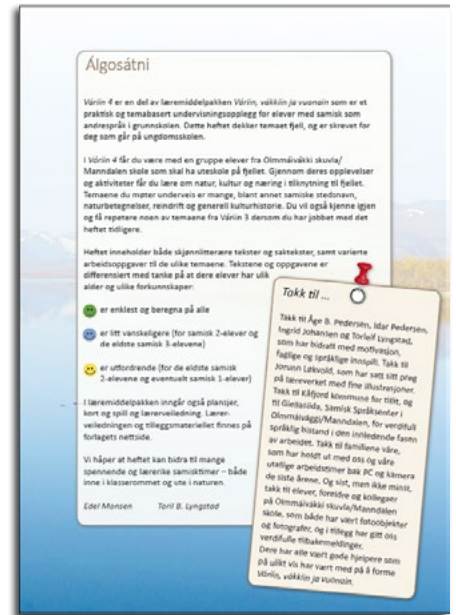 Álgosátni
Váriin 4 er en del av læremiddelpakken Váriin, vákkiin ja vuonain som er et
praktisk og temabasert undervisningsopplegg for elever med samisk som
andrespråk i grunnskolen. Dette heftet dekker temaet fjell, og er skrevet for
deg som går på ungdomsskolen.
I Váriin 4 får du være med en gruppe elever fra Olmmáivákki skuvla/
Manndalen skole som skal ha uteskole på fjellet. Gjennom deres opplevelser
og aktiviteter får du lære om natur, kultur og næring i tilknytning til fjellet.
Temaene du møter underveis er mange, blant annet samiske stedsnavn,
naturbetegnelser, reindrift og generell kulturhistorie. Du vil også kjenne igjen
og få repetere noen av temaene fra Váriin 3 dersom du har jobbet med det
heftet tidligere.
Heftet inneholder både skjønnlitterære tekster og saktekster, samt varierte
arbeidsoppgaver til de ulike temaene. Tekstene og oppgavene er
differensiert med tanke på at dere elever har ulik
alder og ulike forkunnskaper:
er enklest og beregna på alle
er litt vanskeligere (for samisk 2-elever og
de eldste samisk 3-elevene)
er utfordrende (for de eldste samisk
2-elevene og eventuelt samisk 1-elever)
I læremiddelpakken inngår også plansjer,
kort og spill og lærerveiledning. Lærer-
veiledningen og tilleggsmateriellet finnes på
forlagets nettside.
Vi håper at heftet kan bidra til mange
spennende og lærerike samisktimer – både
inne i klasserommet og ute i naturen.
Edel Monsen Toril B. Lyngstad
Takk til ...
Takk til Åge B. Pedersen, Idar Pedersen,
Ingrid Johansen og Torleif Lyngstad,
som har bidratt med motivasjon,
faglige og språklige innspill. Takk til
Jorunn Løkvold, som har satt sitt preg
på læreverket med fine illustrasjoner.
Takk til Kåfjord kommune for tillit, og
til Giellasiida, Samisk Språksenter i
Olmmáivággi/Manndalen, for verdifull
språklig bistand i den innledende fasen
av arbeidet. Takk til familiene våre,
som har holdt ut med oss og våre
utallige arbeidstimer bak PC og kamera
de siste årene. Og sist, men ikke minst,
takk til elever, foreldre og kollegaer
på Olmmáivákki skuvla/Manndalen
skole, som både har vært fotoobjekter
og fotografer, og i tillegg har gitt oss
verdifulle tilbakemeldinger.
Dere har alle vært gode hjelpere som
på ulikt vis har vært med på å forme
Váriin, vákkiin ja vuonain.